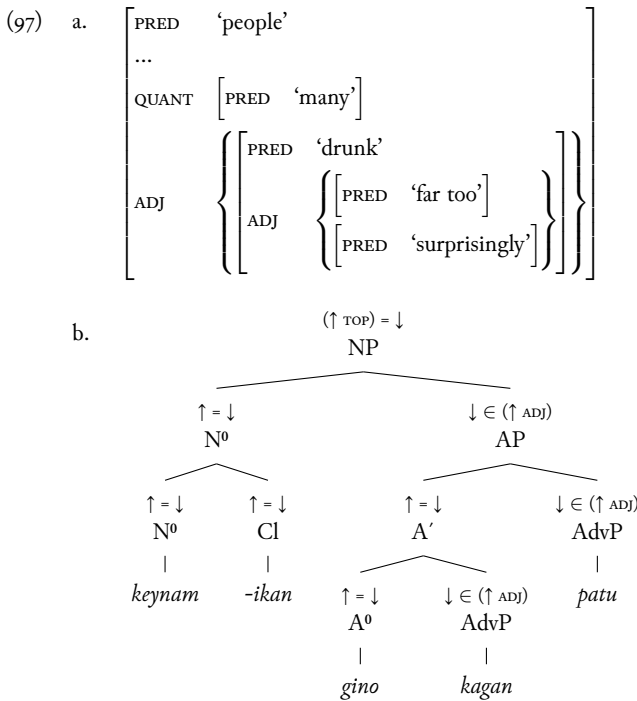 (97) a. [PRED ‘people’
...
QUANT [PRED ‘many’]
[PRED ‘drunk’
ADJ {[ADJ {[PRED ‘far too’]
[PRED ‘surprisingly’]}]}]
b. (↑ TOP) = ↓
NP
↑ = ↓ ↓ ∈ (↑ ADJ)
N⁰ AP
↑ = ↓ ↑ = ↓ ↑ = ↓ ↓ ∈ (↑ ADJ)
N⁰ Cl A′ AdvP
keynam -ikan ↑ = ↓ ↓ ∈ (↑ ADJ) patu
A⁰ AdvP
gino kagan